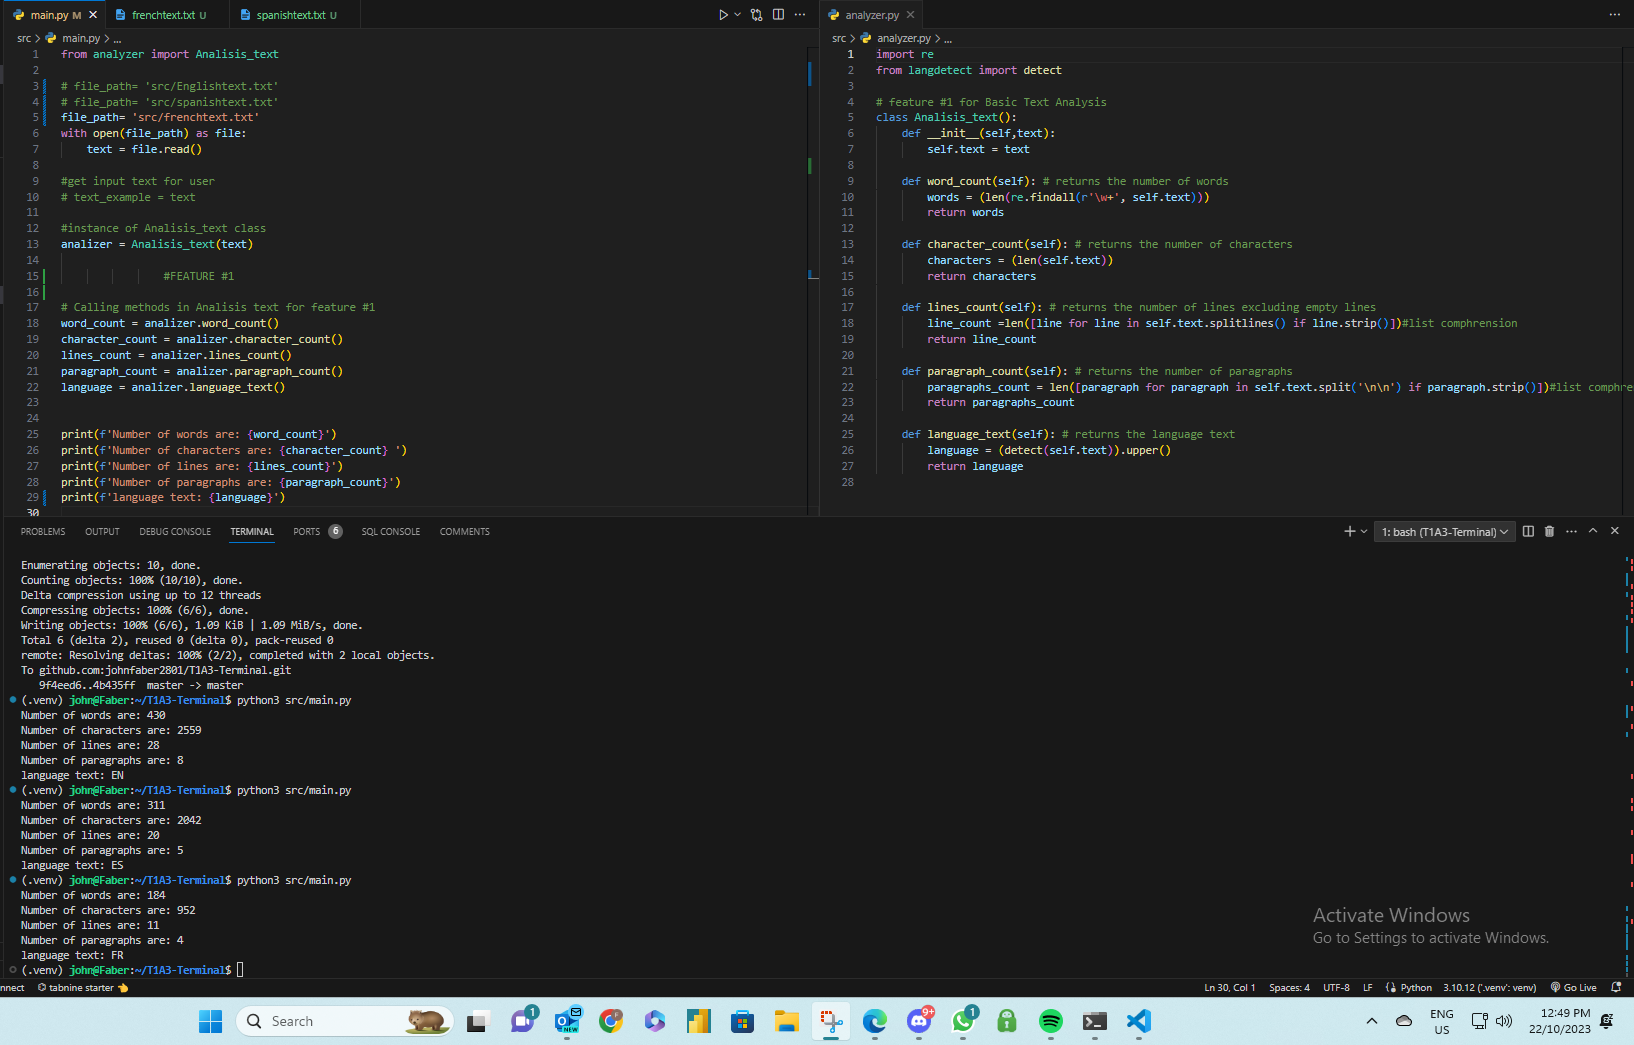 main.py M
frenchtext.txt U
spanishtext.txt U
src > main.py > ...
1 from analyzer import Analisis_text
2
3 # file_path= 'src/Englishtext.txt'
4 # file_path= 'src/spanishtext.txt'
5 file_path= 'src/frenchtext.txt'
6 with open(file_path) as file:
7     text = file.read()
8
9 #get input text for user
10 # text_example = text
11
12 #instance of Analisis_text class
13 analizer = Analisis_text(text)
14
15                 #FEATURE #1
16
17 # Calling methods in Analisis text for feature #1
18 word_count = analizer.word_count()
19 character_count = analizer.character_count()
20 lines_count = analizer.lines_count()
21 paragraph_count = analizer.paragraph_count()
22 language = analizer.language_text()
23
24
25 print(f'Number of words are: {word_count}')
26 print(f'Number of characters are: {character_count} ')
27 print(f'Number of lines are: {lines_count}')
28 print(f'Number of paragraphs are: {paragraph_count}')
29 print(f'language text: {language}')
30
analyzer.py
src > analyzer.py > ...
1 import re
2 from langdetect import detect
3
4 # feature #1 for Basic Text Analysis
5 class Analisis_text():
6     def __init__(self,text):
7         self.text = text
8
9     def word_count(self): # returns the number of words
10         words = (len(re.findall(r'\w+', self.text)))
11         return words
12
13     def character_count(self): # returns the number of characters
14         characters = (len(self.text))
15         return characters
16
17     def lines_count(self): # returns the number of lines excluding empty lines
18         line_count =len([line for line in self.text.splitlines() if line.strip()])#list comphrension
19         return line_count
20
21     def paragraph_count(self): # returns the number of paragraphs
22         paragraphs_count = len([paragraph for paragraph in self.text.split('\n\n') if paragraph.strip()])#list comphre
23         return paragraphs_count
24
25     def language_text(self): # returns the language text
26         language = (detect(self.text)).upper()
27         return language
28
PROBLEMS OUTPUT DEBUG CONSOLE TERMINAL PORTS 6 SQL CONSOLE COMMENTS
1: bash (T1A3-Terminal)
Enumerating objects: 10, done.
Counting objects: 100% (10/10), done.
Delta compression using up to 12 threads
Compressing objects: 100% (6/6), done.
Writing objects: 100% (6/6), 1.09 KiB | 1.09 MiB/s, done.
Total 6 (delta 2), reused 0 (delta 0), pack-reused 0
remote: Resolving deltas: 100% (2/2), completed with 2 local objects.
To github.com:johnfaber2801/T1A3-Terminal.git
   9f4eed6..4b435ff  master -> master
(.venv) john@Faber:~/T1A3-Terminal$ python3 src/main.py
Number of words are: 430
Number of characters are: 2559
Number of lines are: 28
Number of paragraphs are: 8
language text: EN
(.venv) john@Faber:~/T1A3-Terminal$ python3 src/main.py
Number of words are: 311
Number of characters are: 2042
Number of lines are: 20
Number of paragraphs are: 5
language text: ES
(.venv) john@Faber:~/T1A3-Terminal$ python3 src/main.py
Number of words are: 184
Number of characters are: 952
Number of lines are: 11
Number of paragraphs are: 4
language text: FR
(.venv) john@Faber:~/T1A3-Terminal$
Activate Windows
Go to Settings to activate Windows.
nnect tabnine starter
Ln 30, Col 1 Spaces: 4 UTF-8 LF Python 3.10.12 ('.venv': venv) Go Live
Search
1
NEW
9+
1
ENG
US
12:49 PM
22/10/2023